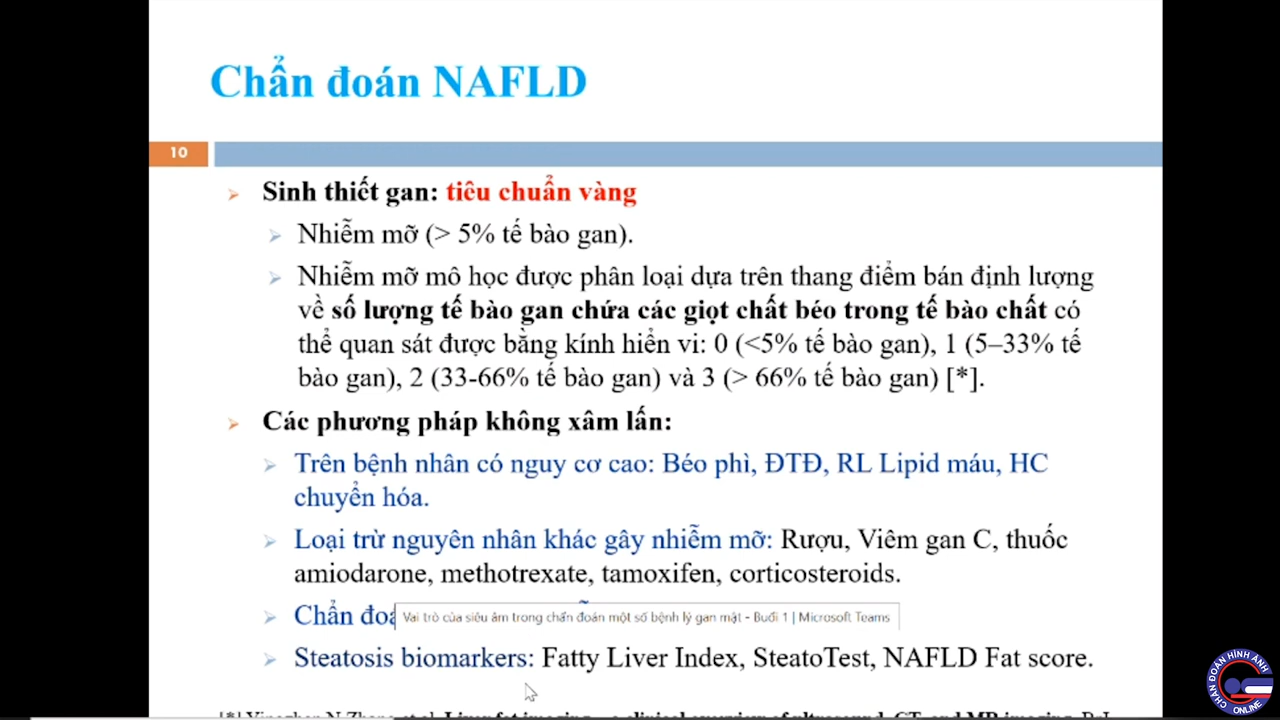 Chẩn đoán NAFLD
10
Sinh thiết gan: tiêu chuẩn vàng
Nhiễm mỡ (> 5% tế bào gan).
Nhiễm mỡ mô học được phân loại dựa trên thang điểm bán định lượng
về số lượng tế bào gan chứa các giọt chất béo trong tế bào chất có
thể quan sát được bằng kính hiển vi: 0 (<5% tế bào gan), 1 (5–33% tế
bào gan), 2 (33-66% tế bào gan) và 3 (> 66% tế bào gan) [*].
Các phương pháp không xâm lấn:
Trên bệnh nhân có nguy cơ cao: Béo phì, ĐTĐ, RL Lipid máu, HC
chuyển hóa.
Loại trừ nguyên nhân khác gây nhiễm mỡ: Rượu, Viêm gan C, thuốc
amiodarone, methotrexate, tamoxifen, corticosteroids.
Chẩn
Vai trò của siêu âm trong chẩn đoán một số bệnh lý gan mật - Buổi 1 | Microsoft Teams
Steatosis biomarkers: Fatty Liver Index, SteatoTest, NAFLD Fat score.
CHẨN ĐOÁN HÌNH ẢNH
ONLINE